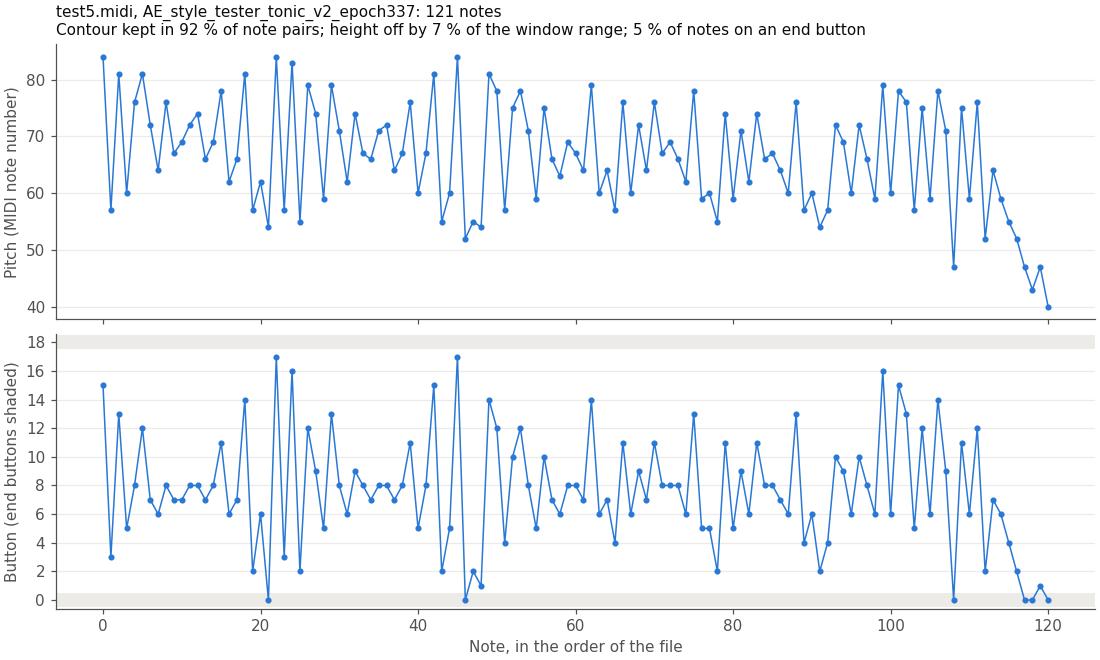 test5.midi, AE_style_tester_tonic_v2_epoch337: 121 notes
Contour kept in 92 % of note pairs; height off by 7 % of the window range; 5 % of notes on an end button
Pitch (MIDI note number)
80
70
60
50
40
Button (end buttons shaded)
18
16
14
12
10
8
6
4
2
0
0 20 40 60 80 100 120
Note, in the order of the file